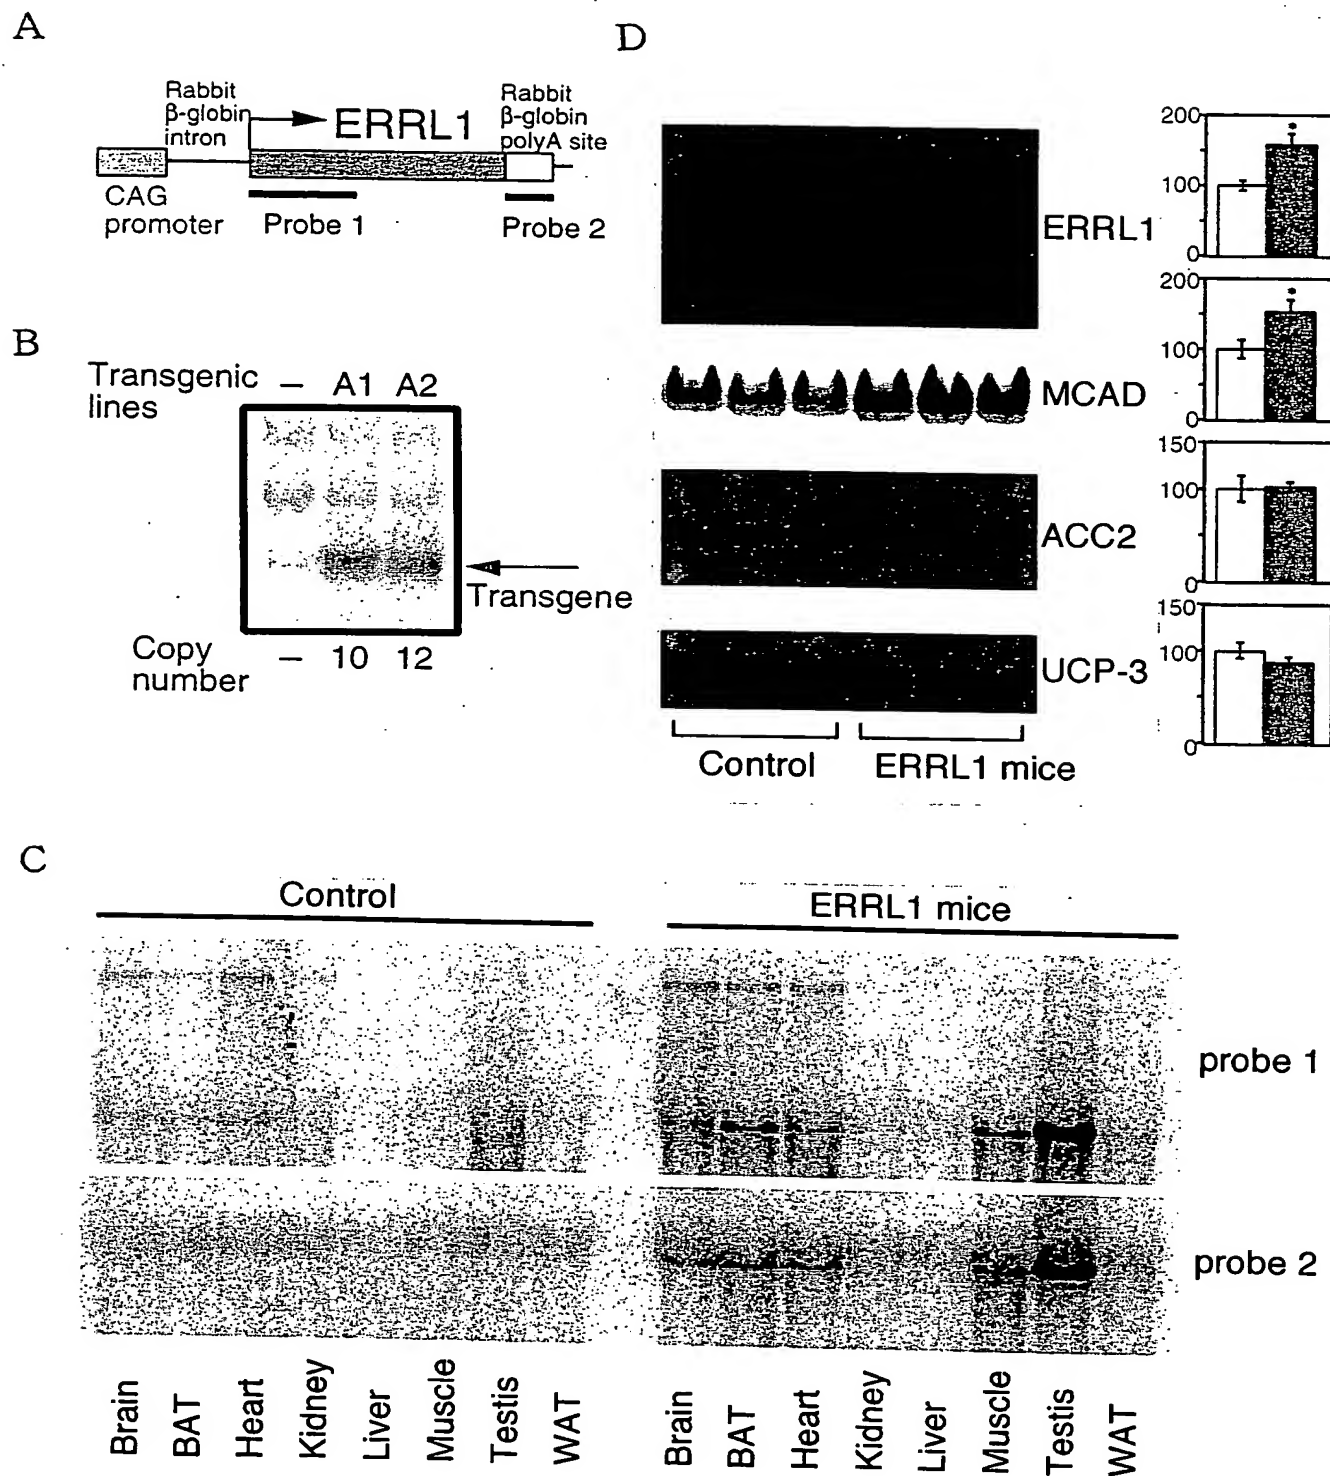 A
Rabbit
β-globin
intron
ERRL1
Rabbit
β-globin
polyA site
CAG
promoter
Probe 1
Probe 2
B
Transgenic
lines
– A1 A2
Transgene
Copy
number
– 10 12
D
ERRL1
200
*
100
0
MCAD
200
*
100
0
ACC2
150
100
0
UCP-3
150
100
0
Control
ERRL1 mice
C
Control
ERRL1 mice
probe 1
probe 2
Brain
BAT
Heart
Kidney
Liver
Muscle
Testis
WAT
Brain
BAT
Heart
Kidney
Liver
Muscle
Testis
WAT